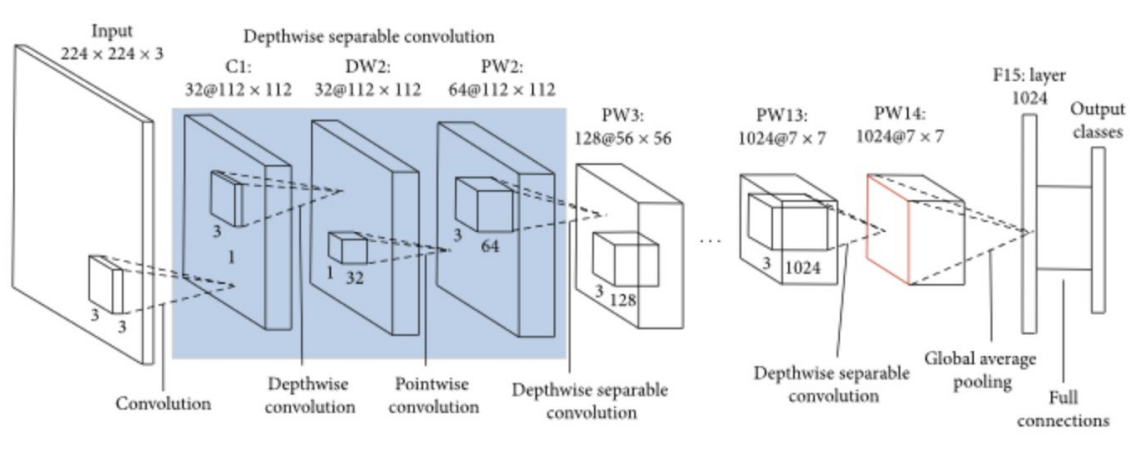 Input
224 × 224 × 3
Depthwise separable convolution
C1:
32@112 × 112
DW2:
32@112 × 112
PW2:
64@112 × 112
PW3:
128@56 × 56
PW13:
1024@7 × 7
PW14:
1024@7 × 7
F15: layer
1024
Output
classes
3
3
3
1
1
32
3
64
3
128
...
3
1024
Convolution
Depthwise
convolution
Pointwise
convolution
Depthwise separable
convolution
Depthwise separable
convolution
Global average
pooling
Full
connections